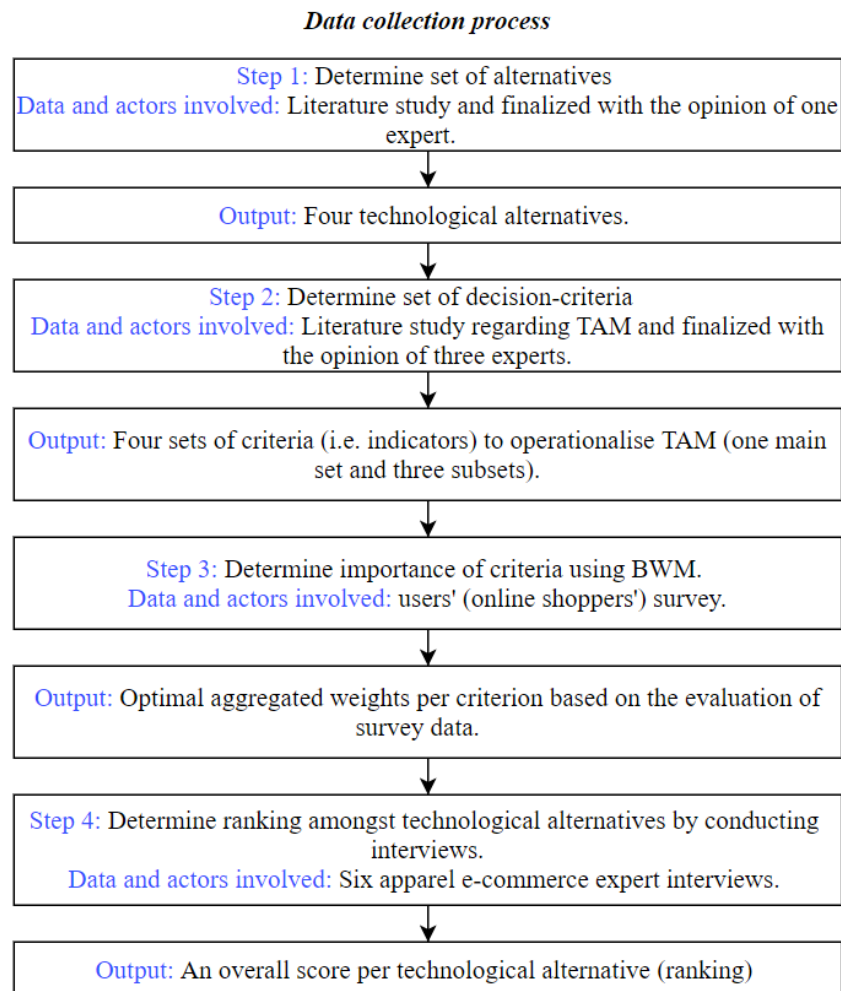 Data collection process
Step 1: Determine set of alternatives
Data and actors involved: Literature study and finalized with the opinion of one
expert.
Output: Four technological alternatives.
Step 2: Determine set of decision-criteria
Data and actors involved: Literature study regarding TAM and finalized with
the opinion of three experts.
Output: Four sets of criteria (i.e. indicators) to operationalise TAM (one main
set and three subsets).
Step 3: Determine importance of criteria using BWM.
Data and actors involved: users' (online shoppers') survey.
Output: Optimal aggregated weights per criterion based on the evaluation of
survey data.
Step 4: Determine ranking amongst technological alternatives by conducting
interviews.
Data and actors involved: Six apparel e-commerce expert interviews.
Output: An overall score per technological alternative (ranking)